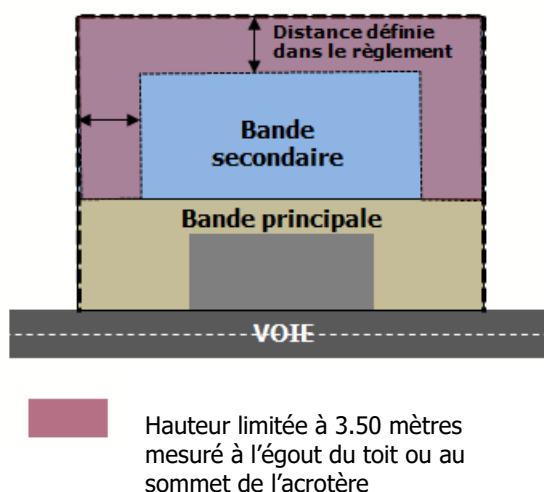 Distance définie
dans le règlement
Bande
secondaire
Bande principale
VOIE
Hauteur limitée à 3.50 mètres
mesuré à l'égout du toit ou au
sommet de l'acrotère